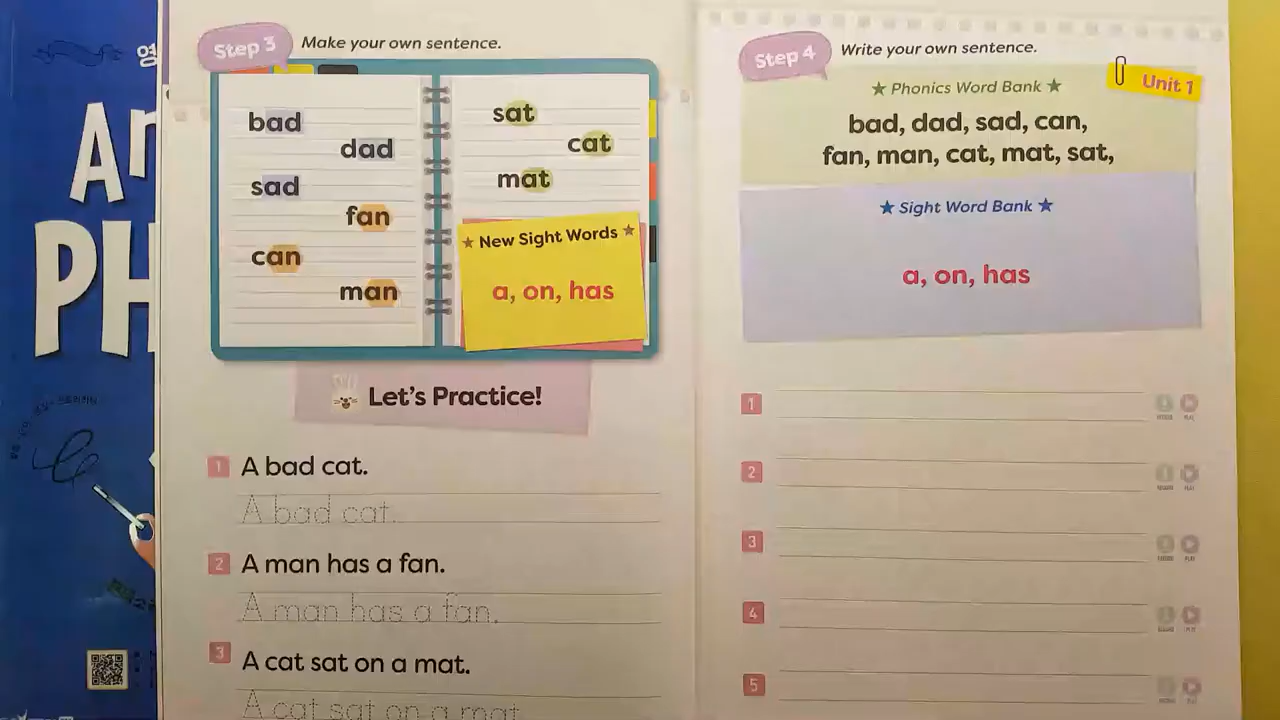 영
An
PH
Step 3
Make your own sentence.
bad
dad
sad
fan
can
man
sat
cat
mat
★ New Sight Words ★
a, on, has
Let's Practice!
1 A bad cat.
A bad cat.
2 A man has a fan.
A man has a fan.
3 A cat sat on a mat.
A cat sat on a mat.
Step 4
Write your own sentence.
Unit 1
★ Phonics Word Bank ★
bad, dad, sad, can,
fan, man, cat, mat, sat,
★ Sight Word Bank ★
a, on, has
1
2
3
4
5